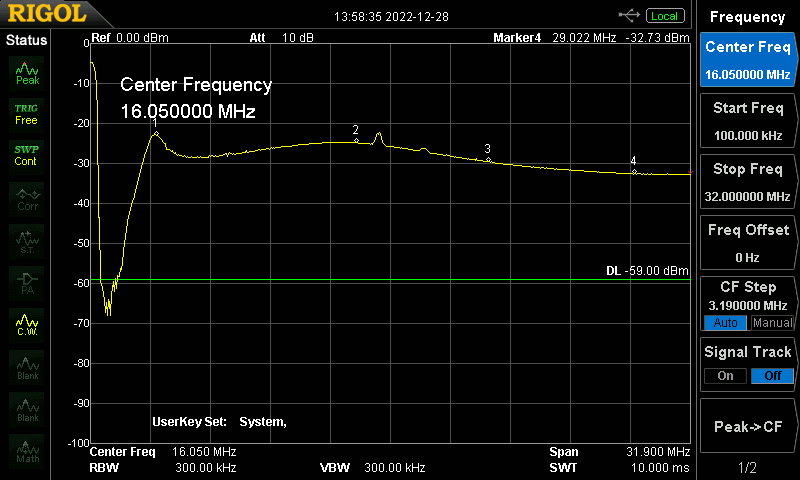 RIGOL 13:58:35 2022-12-28 Local
Status
Peak
TRIG
Free
SWP
Cont
Corr
S.T
PA
C.W.
Blank
Blank
Math
Ref 0.00 dBm Att 10 dB Marker4 29.022 MHz -32.73 dBm
0
-10
-20
-30
-40
-50
-60
-70
-80
-90
-100
Center Frequency
16.050000 MHz
1
2
3
4
DL -59.00 dBm
UserKey Set: System,
Center Freq 16.050 MHz Span 31.900 MHz
RBW 300.00 kHz VBW 300.00 kHz SWT 10.000 ms
Frequency
Center Freq
16.050000 MHz
Start Freq
100.000 kHz
Stop Freq
32.000000 MHz
Freq Offset
0 Hz
CF Step
3.190000 MHz
Auto Manual
Signal Track
On Off
Peak->CF
1/2